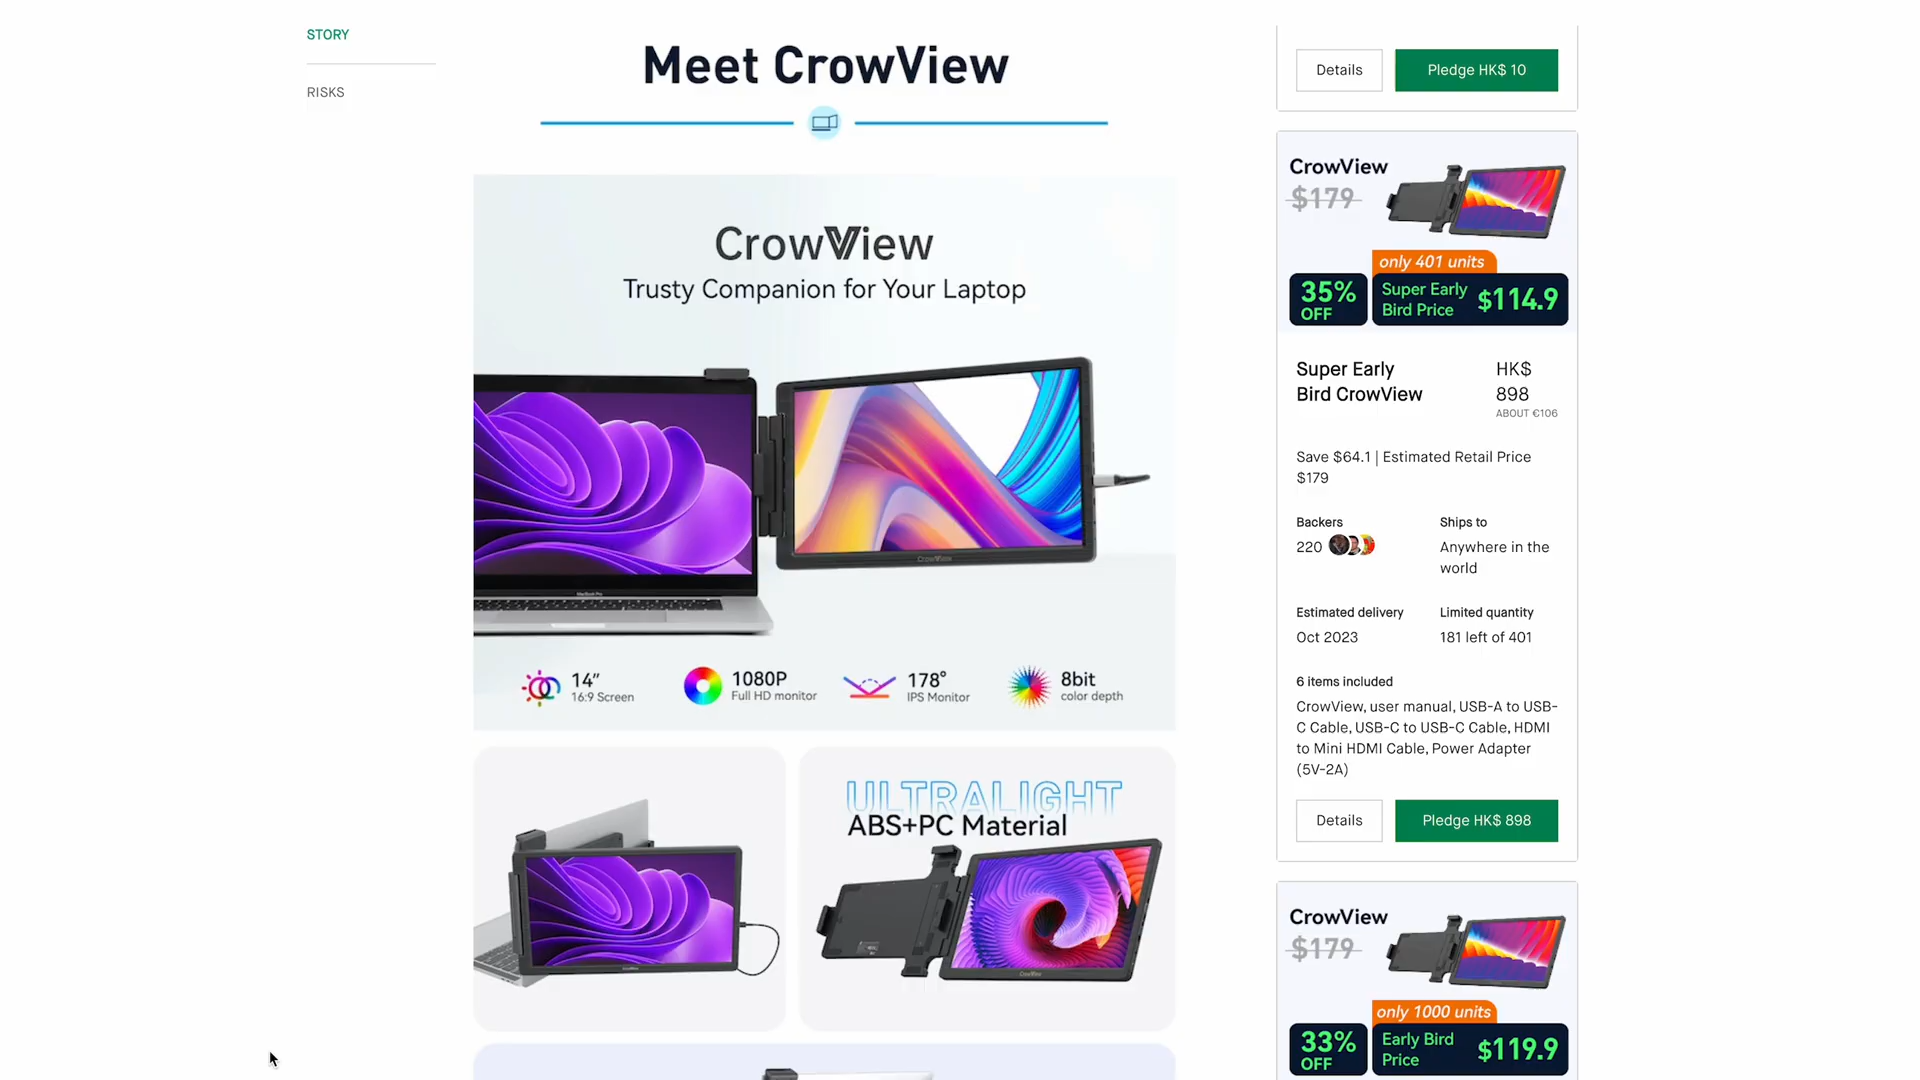 STORY
RISKS
Meet CrowView
CrowView
Trusty Companion for Your Laptop
MacBook Pro
CrowView
14"
16:9 Screen
1080P
Full HD monitor
178°
IPS Monitor
8bit
color depth
ULTRALIGHT
ABS+PC Material
CrowView
Details
Pledge HK$ 10
CrowView
$179
only 401 units
35%
OFF
Super Early
Bird Price
$114.9
Super Early
Bird CrowView
HK$
898
ABOUT €106
Save $64.1 | Estimated Retail Price
$179
Backers
220
Ships to
Anywhere in the
world
Estimated delivery
Oct 2023
Limited quantity
181 left of 401
6 items included
CrowView, user manual, USB-A to USB-
C Cable, USB-C to USB-C Cable, HDMI
to Mini HDMI Cable, Power Adapter
(5V-2A)
Details
Pledge HK$ 898
CrowView
$179
only 1000 units
33%
OFF
Early Bird
Price
$119.9